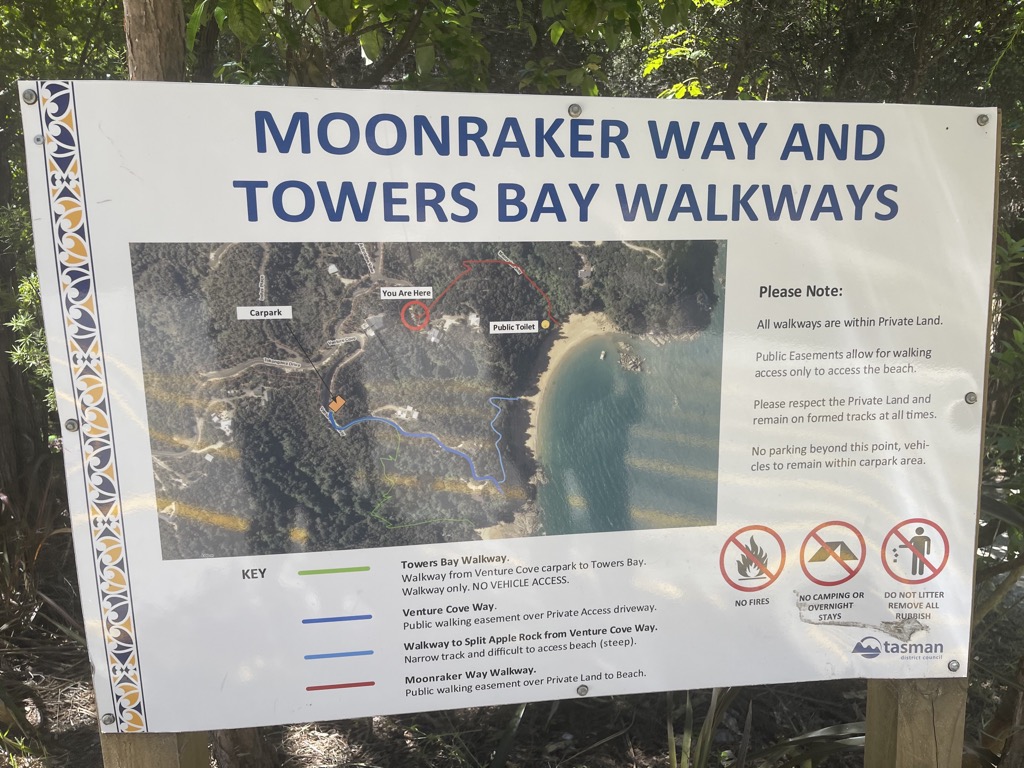 MOONRAKER WAY AND
TOWERS BAY WALKWAYS
You Are Here
Carpark
Public Toilet
Please Note:
All walkways are within Private Land.
Public Easements allow for walking
access only to access the beach.
Please respect the Private Land and
remain on formed tracks at all times.
No parking beyond this point, vehi-
cles to remain within carpark area.
KEY
Towers Bay Walkway.
Walkway from Venture Cove carpark to Towers Bay.
Walkway only. NO VEHICLE ACCESS.
Venture Cove Way.
Public walking easement over Private Access driveway.
Walkway to Split Apple Rock from Venture Cove Way.
Narrow track and difficult to access beach (steep).
Moonraker Way Walkway.
Public walking easement over Private Land to Beach.
NO FIRES
NO CAMPING OR
OVERNIGHT
STAYS
DO NOT LITTER
REMOVE ALL
RUBBISH
tasman
district council